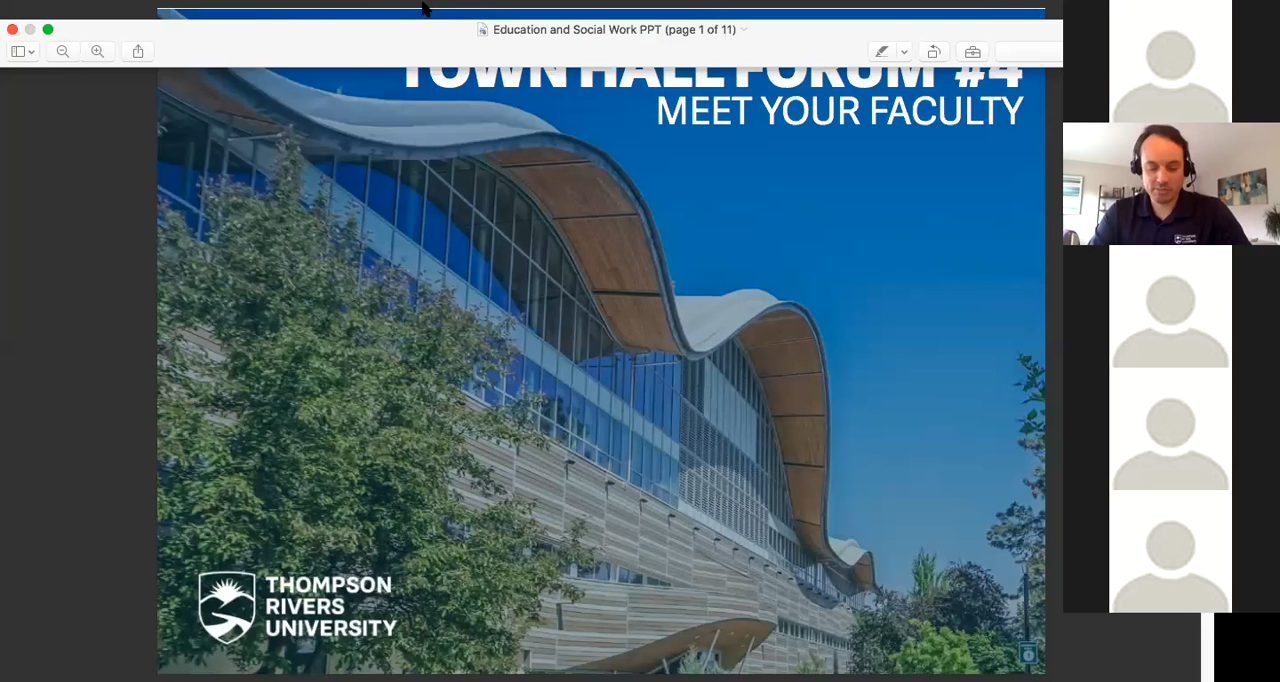 Education and Social Work PPT (page 1 of 11)
TOWN HALL FORUM #4
MEET YOUR FACULTY
THOMPSON
RIVERS
UNIVERSITY